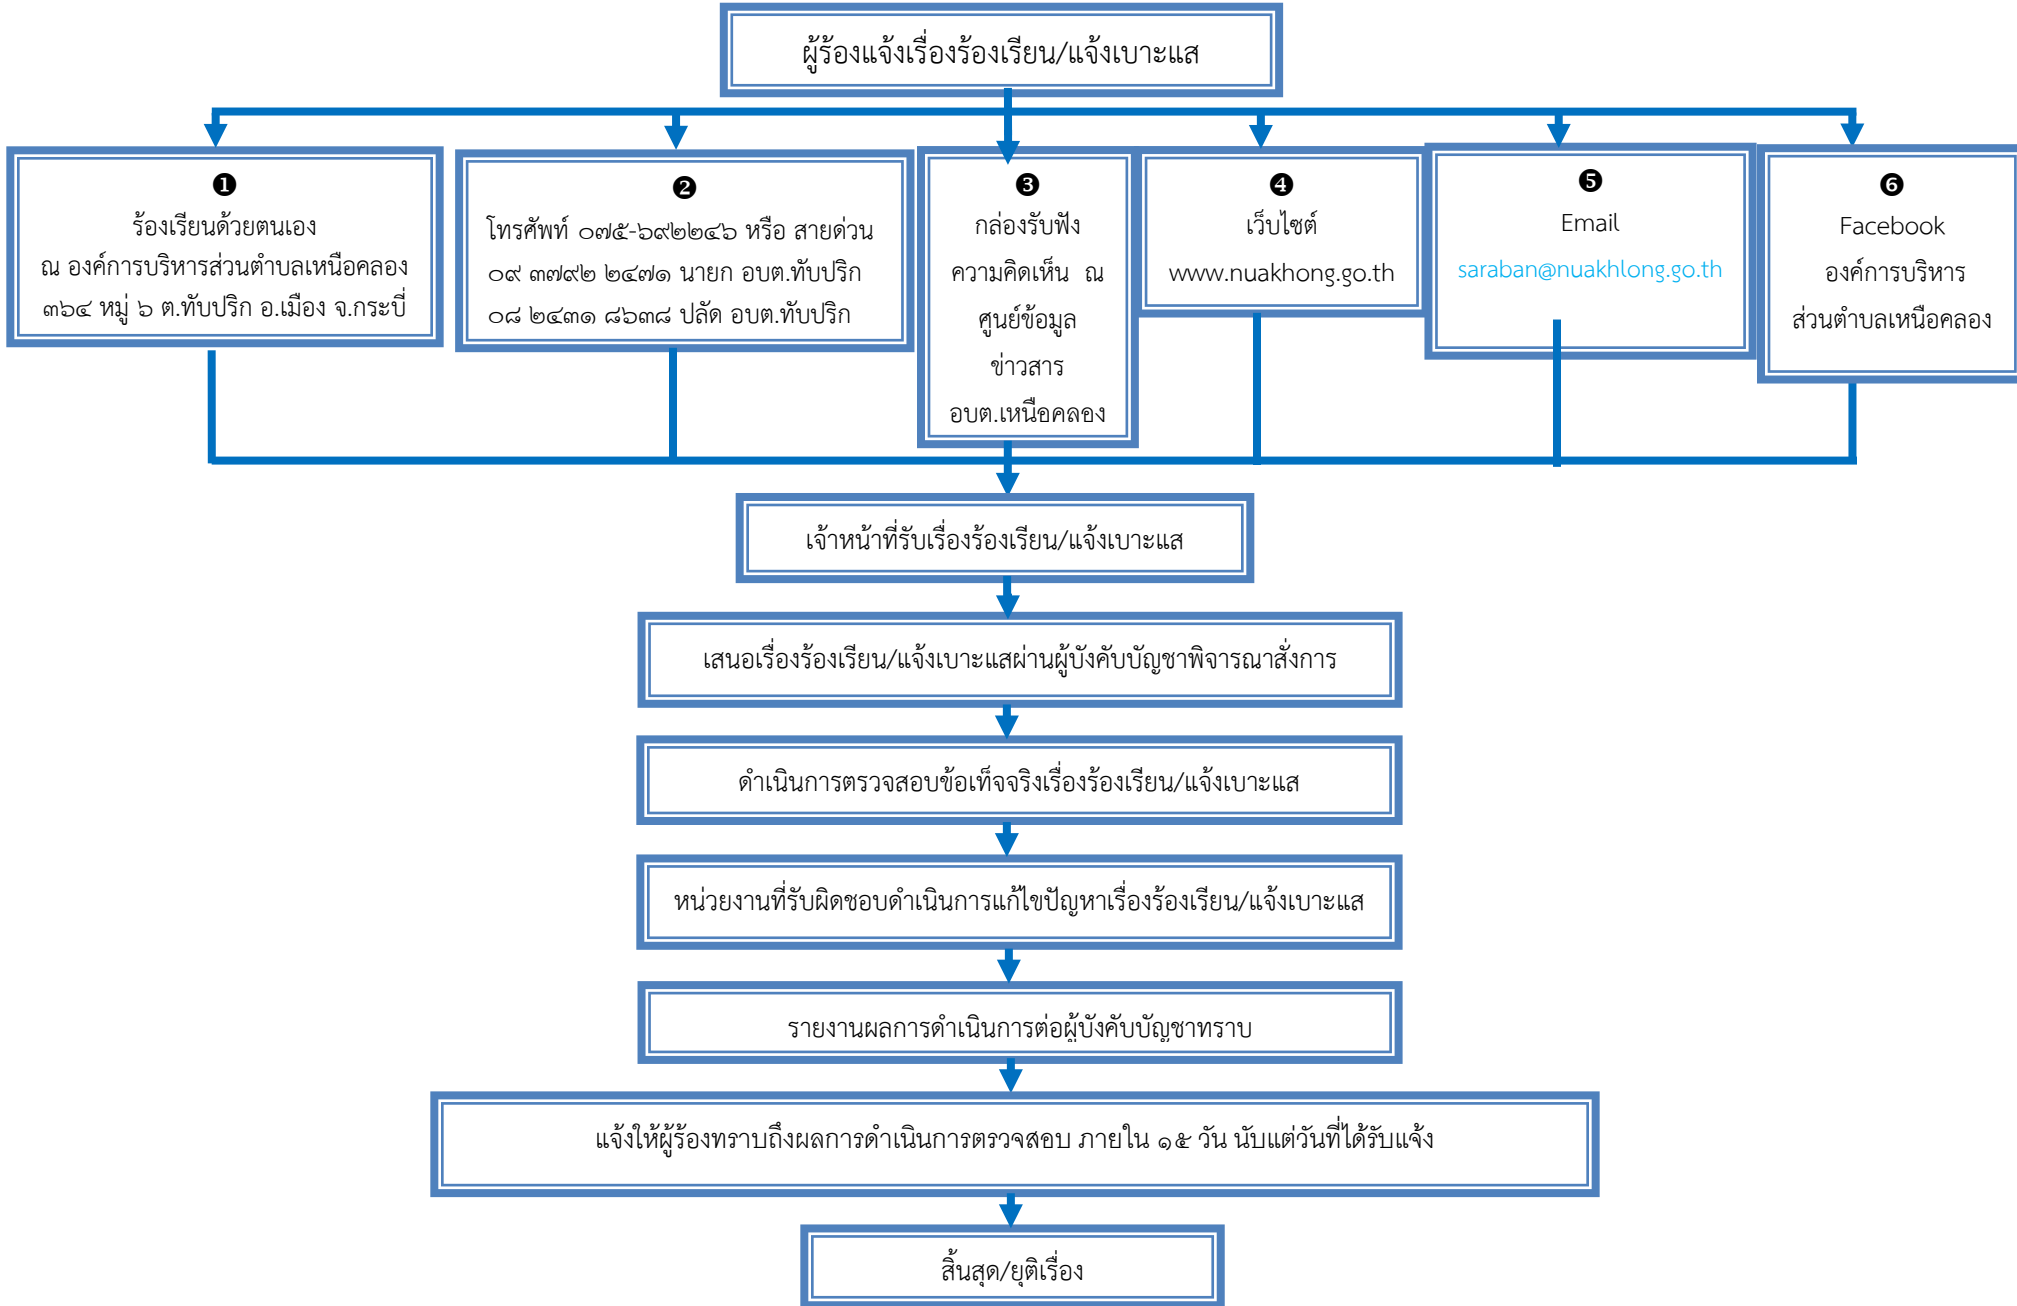 ผู้ร้องแจ้งเรื่องร้องเรียน/แจ้งเบาะแส
❶
ร้องเรียนด้วยตนเอง
ณ องค์การบริหารส่วนตำบลเหนือคลอง
๓๖๔ หมู่ ๖ ต.ทับปริก อ.เมือง จ.กระบี่
❷
โทรศัพท์ ๐๗๕-๖๙๒๒๔๖ หรือ สายด่วน
๐๙ ๓๗๙๒ ๒๔๗๑ นายก อบต.ทับปริก
๐๘ ๒๔๓๑ ๘๖๓๘ ปลัด อบต.ทับปริก
❸
กล่องรับฟัง
ความคิดเห็น ณ
ศูนย์ข้อมูล
ข่าวสาร
อบต.เหนือคลอง
❹
เว็บไซต์
www.nuakhong.go.th
❺
Email
saraban@nuakhlong.go.th
❻
Facebook
องค์การบริหาร
ส่วนตำบลเหนือคลอง
เจ้าหน้าที่รับเรื่องร้องเรียน/แจ้งเบาะแส
เสนอเรื่องร้องเรียน/แจ้งเบาะแสผ่านผู้บังคับบัญชาพิจารณาสั่งการ
ดำเนินการตรวจสอบข้อเท็จจริงเรื่องร้องเรียน/แจ้งเบาะแส
หน่วยงานที่รับผิดชอบดำเนินการแก้ไขปัญหาเรื่องร้องเรียน/แจ้งเบาะแส
รายงานผลการดำเนินการต่อผู้บังคับบัญชาทราบ
แจ้งให้ผู้ร้องทราบถึงผลการดำเนินการตรวจสอบ ภายใน ๑๕ วัน นับแต่วันที่ได้รับแจ้ง
สิ้นสุด/ยุติเรื่อง